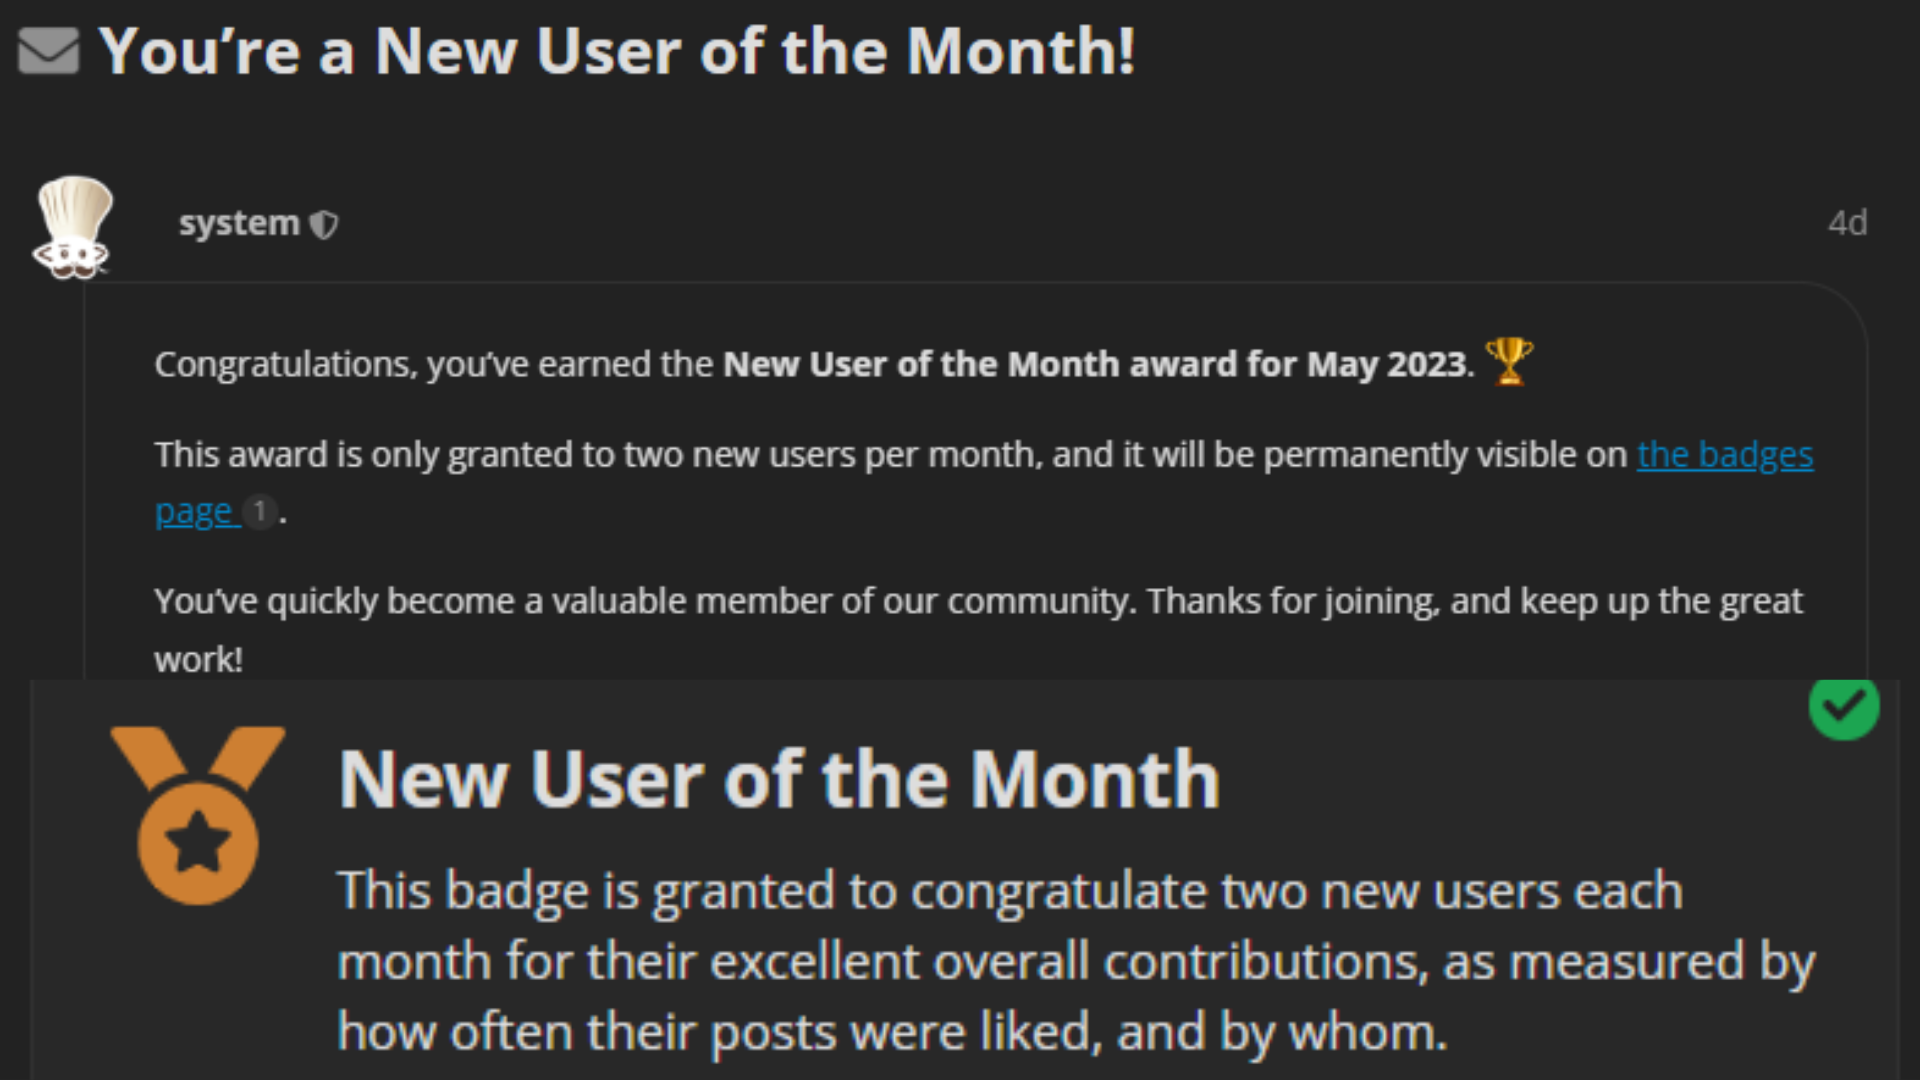 You’re a New User of the Month!
system
4d
Congratulations, you’ve earned the New User of the Month award for May 2023.
This award is only granted to two new users per month, and it will be permanently visible on the badges
page 1.
You’ve quickly become a valuable member of our community. Thanks for joining, and keep up the great
work!
New User of the Month
This badge is granted to congratulate two new users each
month for their excellent overall contributions, as measured by
how often their posts were liked, and by whom.